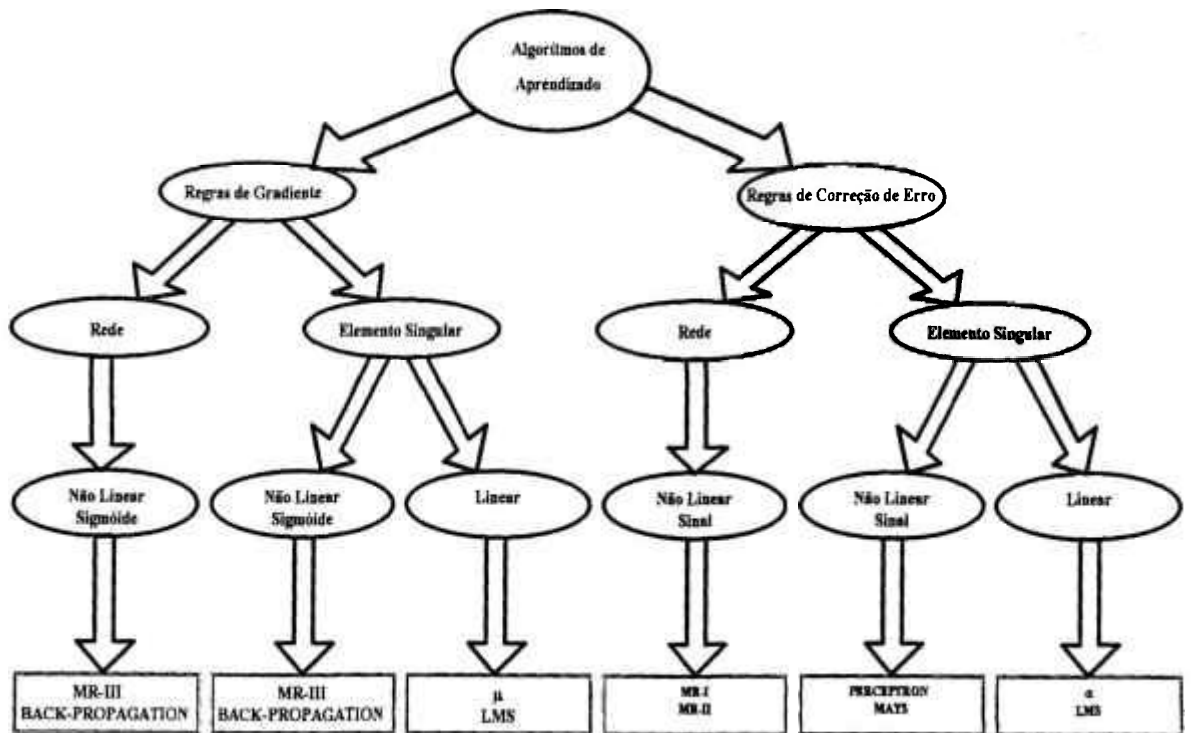 Algoritmos de
Aprendizado
Regras de Gradiente
Regras de Correção de Erro
Rede
Elemento Singular
Rede
Elemento Singular
Não Linear
Sigmóide
Não Linear
Sigmóide
Linear
Não Linear
Sinal
Não Linear
Sinal
Linear
MR-III
BACK-PROPAGATION
MR-III
BACK-PROPAGATION
μ
LMS
MR-I
MR-II
PERCEPTRON
MAYS
α
LMS